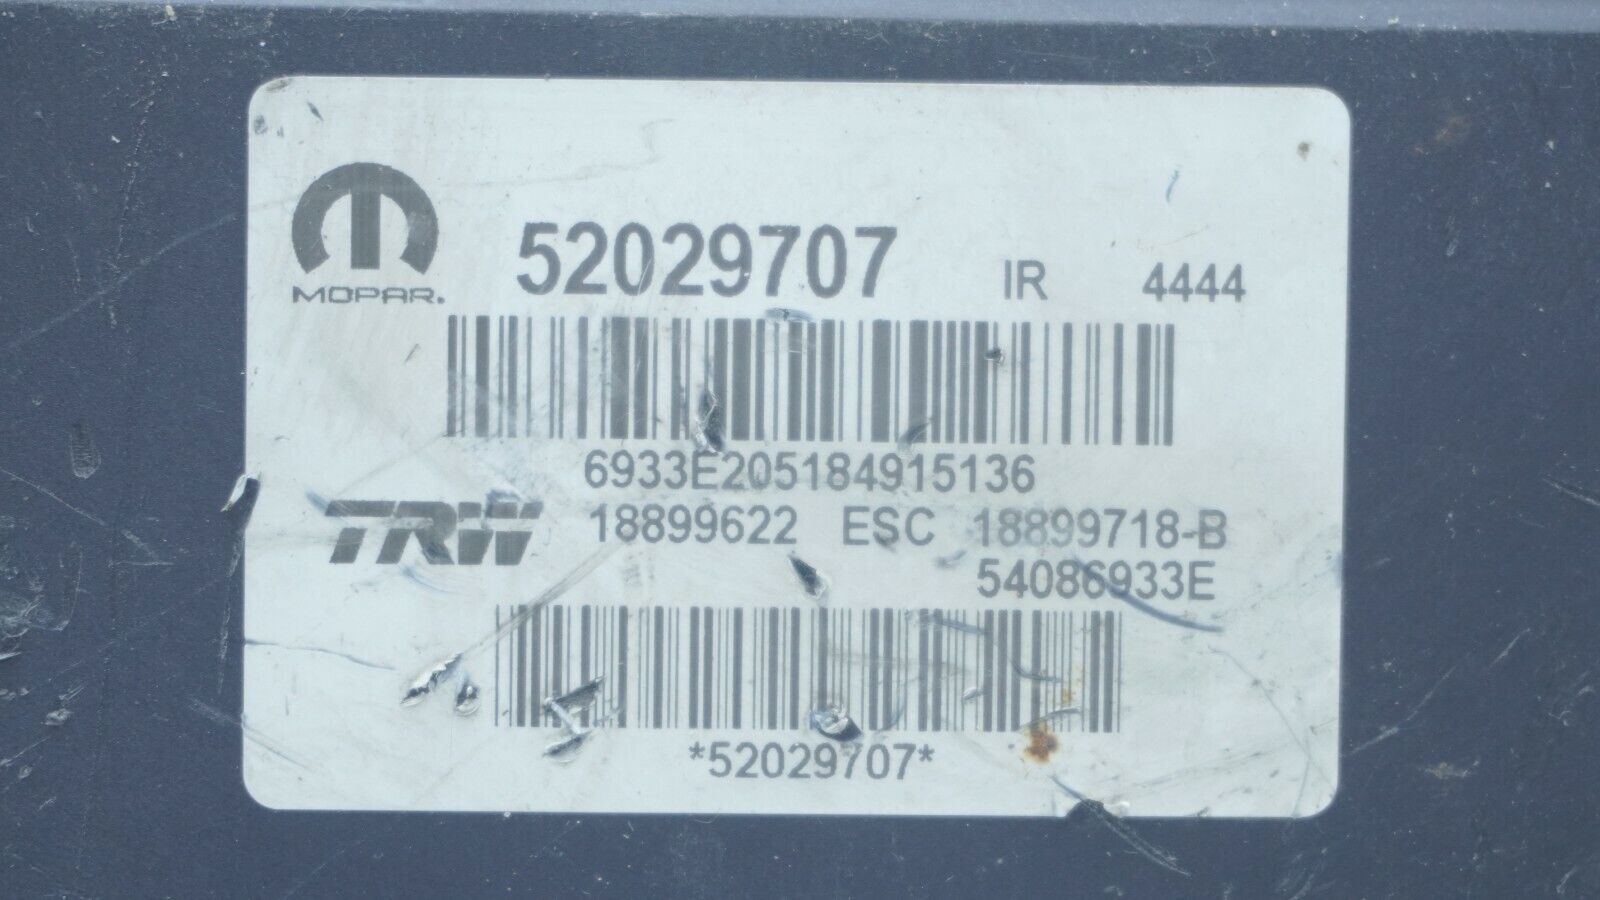 MOPAR.
52029707 IR 4444
6933E205184915136
TRW 18899622 ESC 18899718-B
54086933E
*52029707*